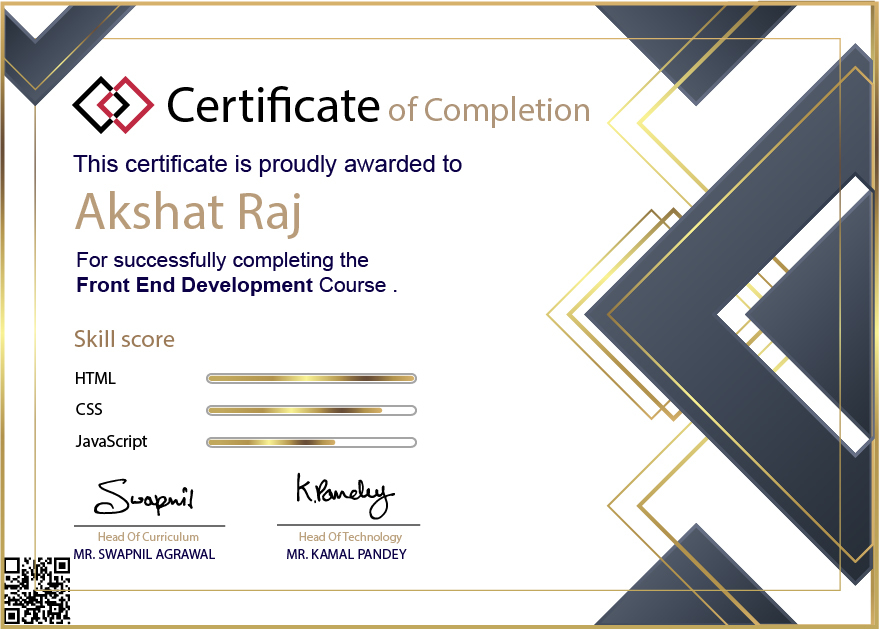 Certificate of Completion
This certificate is proudly awarded to
Akshat Raj
For successfully completing the
Front End Development Course .
Skill score
HTML
CSS
JavaScript
Swapnil K.Pandey
Head Of Curriculum Head Of Technology
MR. SWAPNIL AGRAWAL MR. KAMAL PANDEY